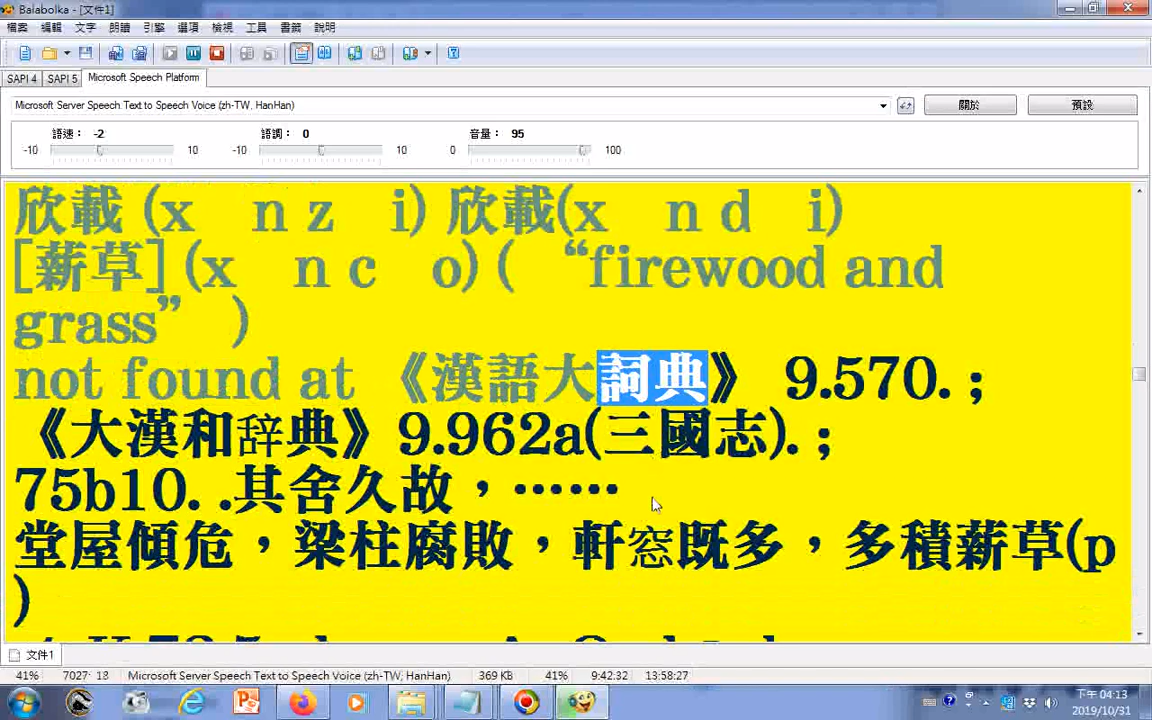 Balabolka - [文件1]
檔案 編輯 文字 朗讀 引擎 選項 檢視 工具 書籤 說明
SAPI 4 SAPI 5 Microsoft Speech Platform
Microsoft Server Speech Text to Speech Voice (zh-TW, HanHan) 關於 預設
語速： -2 語調： 0 音量： 95
-10 10 -10 10 0 100
欣載 (x n z i) 欣載(x n d i)
[薪草] (x n c o) ( “firewood and
grass” )
not found at 《漢語大詞典》 9.570. ;
《大漢和辞典》 9.962a(三國志). ;
75b10. .其舍久故，……
堂屋傾危，梁柱腐敗，軒窓既多，多積薪草(p
)
文件1
41% 7027: 13 Microsoft Server Speech Text to Speech Voice (zh-TW, HanHan) 369 KB 41% 9:42:32 13:58:27
下午 04:13
2019/10/31